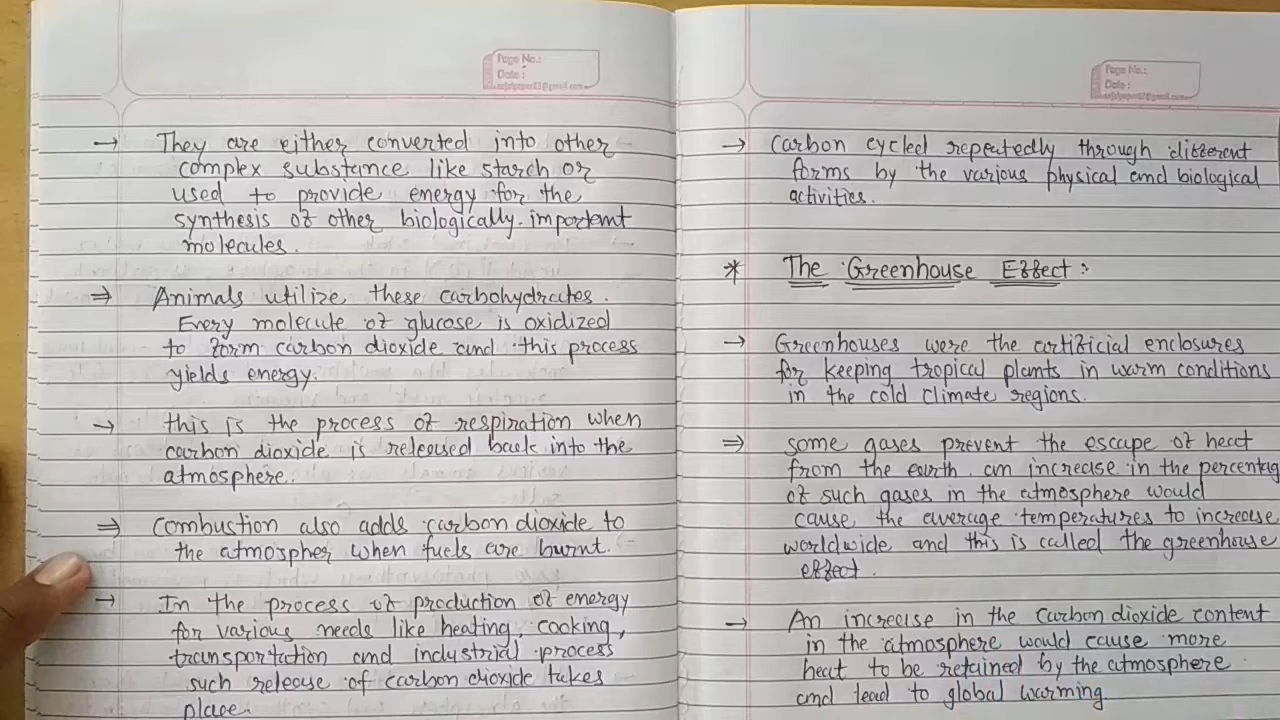 Page No.:
Date:
→ They are either converted into other
complex substance like starch or
used to provide energy for the
synthesis of other biologically important
molecules.
⇒ Animals utilize these carbohydrates.
Every molecule of glucose is oxidized
to form carbon dioxide and this process
yields energy.
→ this is the process of respiration when
carbon dioxide is released back into the
atmosphere.
⇒ Combustion also adds carbon dioxide to
the atmospher when fuels are burnt.
→ In the process of production of energy
for various needs like heating, cooking,
transportation and industrial process
such release of carbon dioxide takes
place.
Page No.:
Date:
→ Carbon cycled repeatedly through different
forms by the various physical and biological
activities.
* The Greenhouse Effect:
→ Greenhouses were the artificial enclosures
for keeping tropical plants in warm conditions
in the cold climate regions.
⇒ some gases prevent the escape of heat
from the earth. an increase in the percentag
of such gases in the atmosphere would
cause the average temperatures to increase
worldwide and this is called the greenhouse
effect.
→ An increase in the carbon dioxide content
in the atmosphere would cause more
heat to be retained by the atmosphere
and lead to global warming.